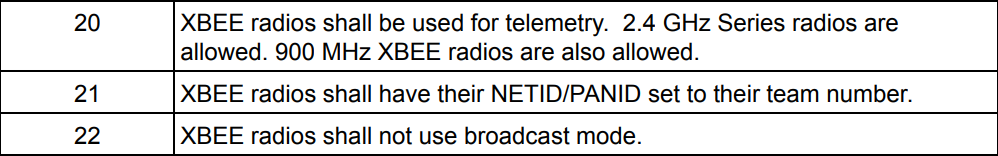 20 XBEE radios shall be used for telemetry.  2.4 GHz Series radios are
allowed. 900 MHz XBEE radios are also allowed.
21 XBEE radios shall have their NETID/PANID set to their team number.
22 XBEE radios shall not use broadcast mode.